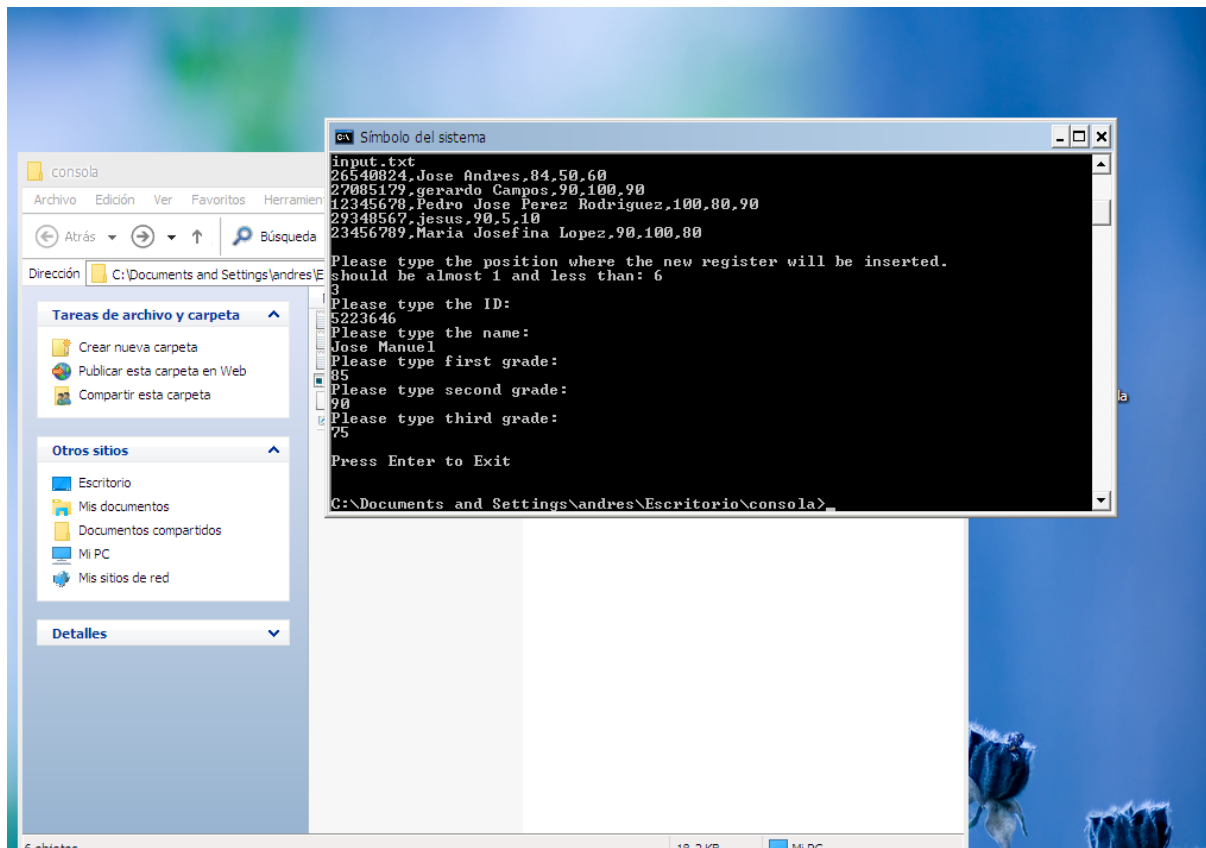 Símbolo del sistema
input.txt
26540824,Jose Andres,84,50,60
27085179,gerardo Campos,90,100,90
12345678,Pedro Jose Perez Rodriguez,100,80,90
29348567,jesus,90,5,10
23456789,Maria Josefina Lopez,90,100,80
Please type the position where the new register will be inserted.
should be almost 1 and less than: 6
3
Please type the ID:
5223646
Please type the name:
Jose Manuel
Please type first grade:
85
Please type second grade:
90
Please type third grade:
75
Press Enter to Exit
C:\Documents and Settings\andres\Escritorio\consola>_
consola
Archivo Edición Ver Favoritos
Atrás Búsqueda
Dirección C:\Documents and Settings\andres\E
Tareas de archivo y carpeta
Crear nueva carpeta
Publicar esta carpeta en Web
Compartir esta carpeta
Otros sitios
Escritorio
Mis documentos
Documentos compartidos
Mi PC
Mis sitios de red
Detalles